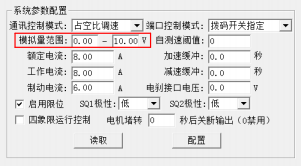 系统参数配置
通讯控制模式: 占空比调速 端口控制模式: 拨码开关指定
模拟量范围: 0.00 - 10.00 V 自测速阈值: 0
额定电流: 8.00 A 加速缓冲: 0.0 秒
工作电流: 8.00 A 减速缓冲: 0.0 秒
制动电流: 6.00 A 电刹接口电压: 0.0 V
启用限位 SQ1极性: 低 SQ2极性: 低
四象限运行控制 电机堵转 0 秒后关断输出(0禁用)
读取 配置